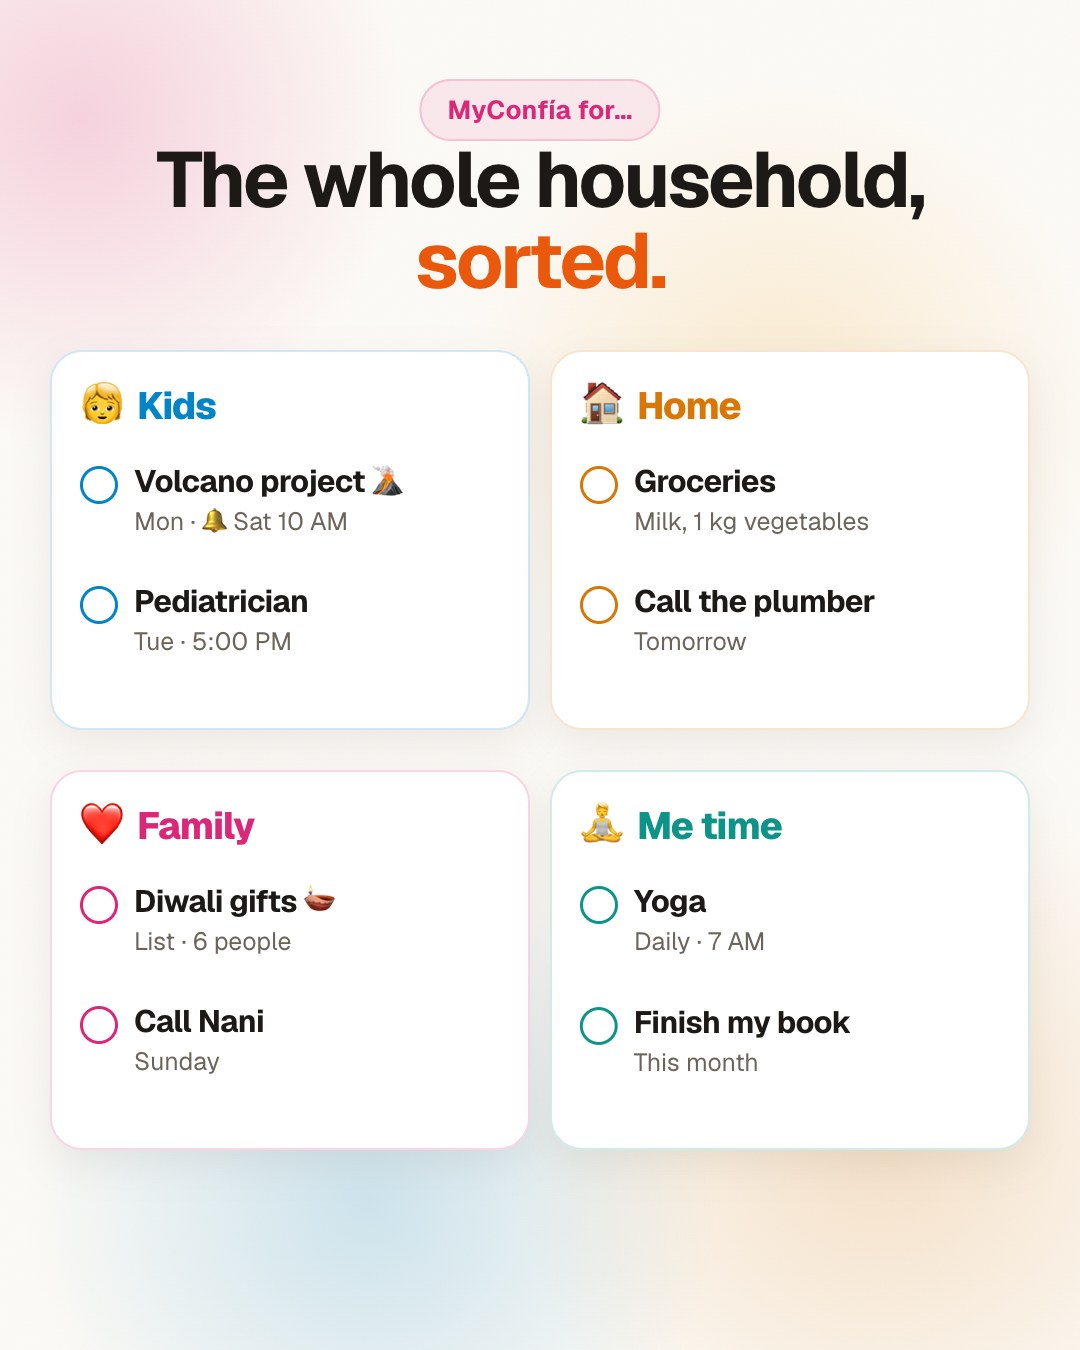 MyConfía for...
The whole household,
sorted.
Kids
Volcano project
Mon · Sat 10 AM
Pediatrician
Tue · 5:00 PM
Home
Groceries
Milk, 1 kg vegetables
Call the plumber
Tomorrow
Family
Diwali gifts
List · 6 people
Call Nani
Sunday
Me time
Yoga
Daily · 7 AM
Finish my book
This month